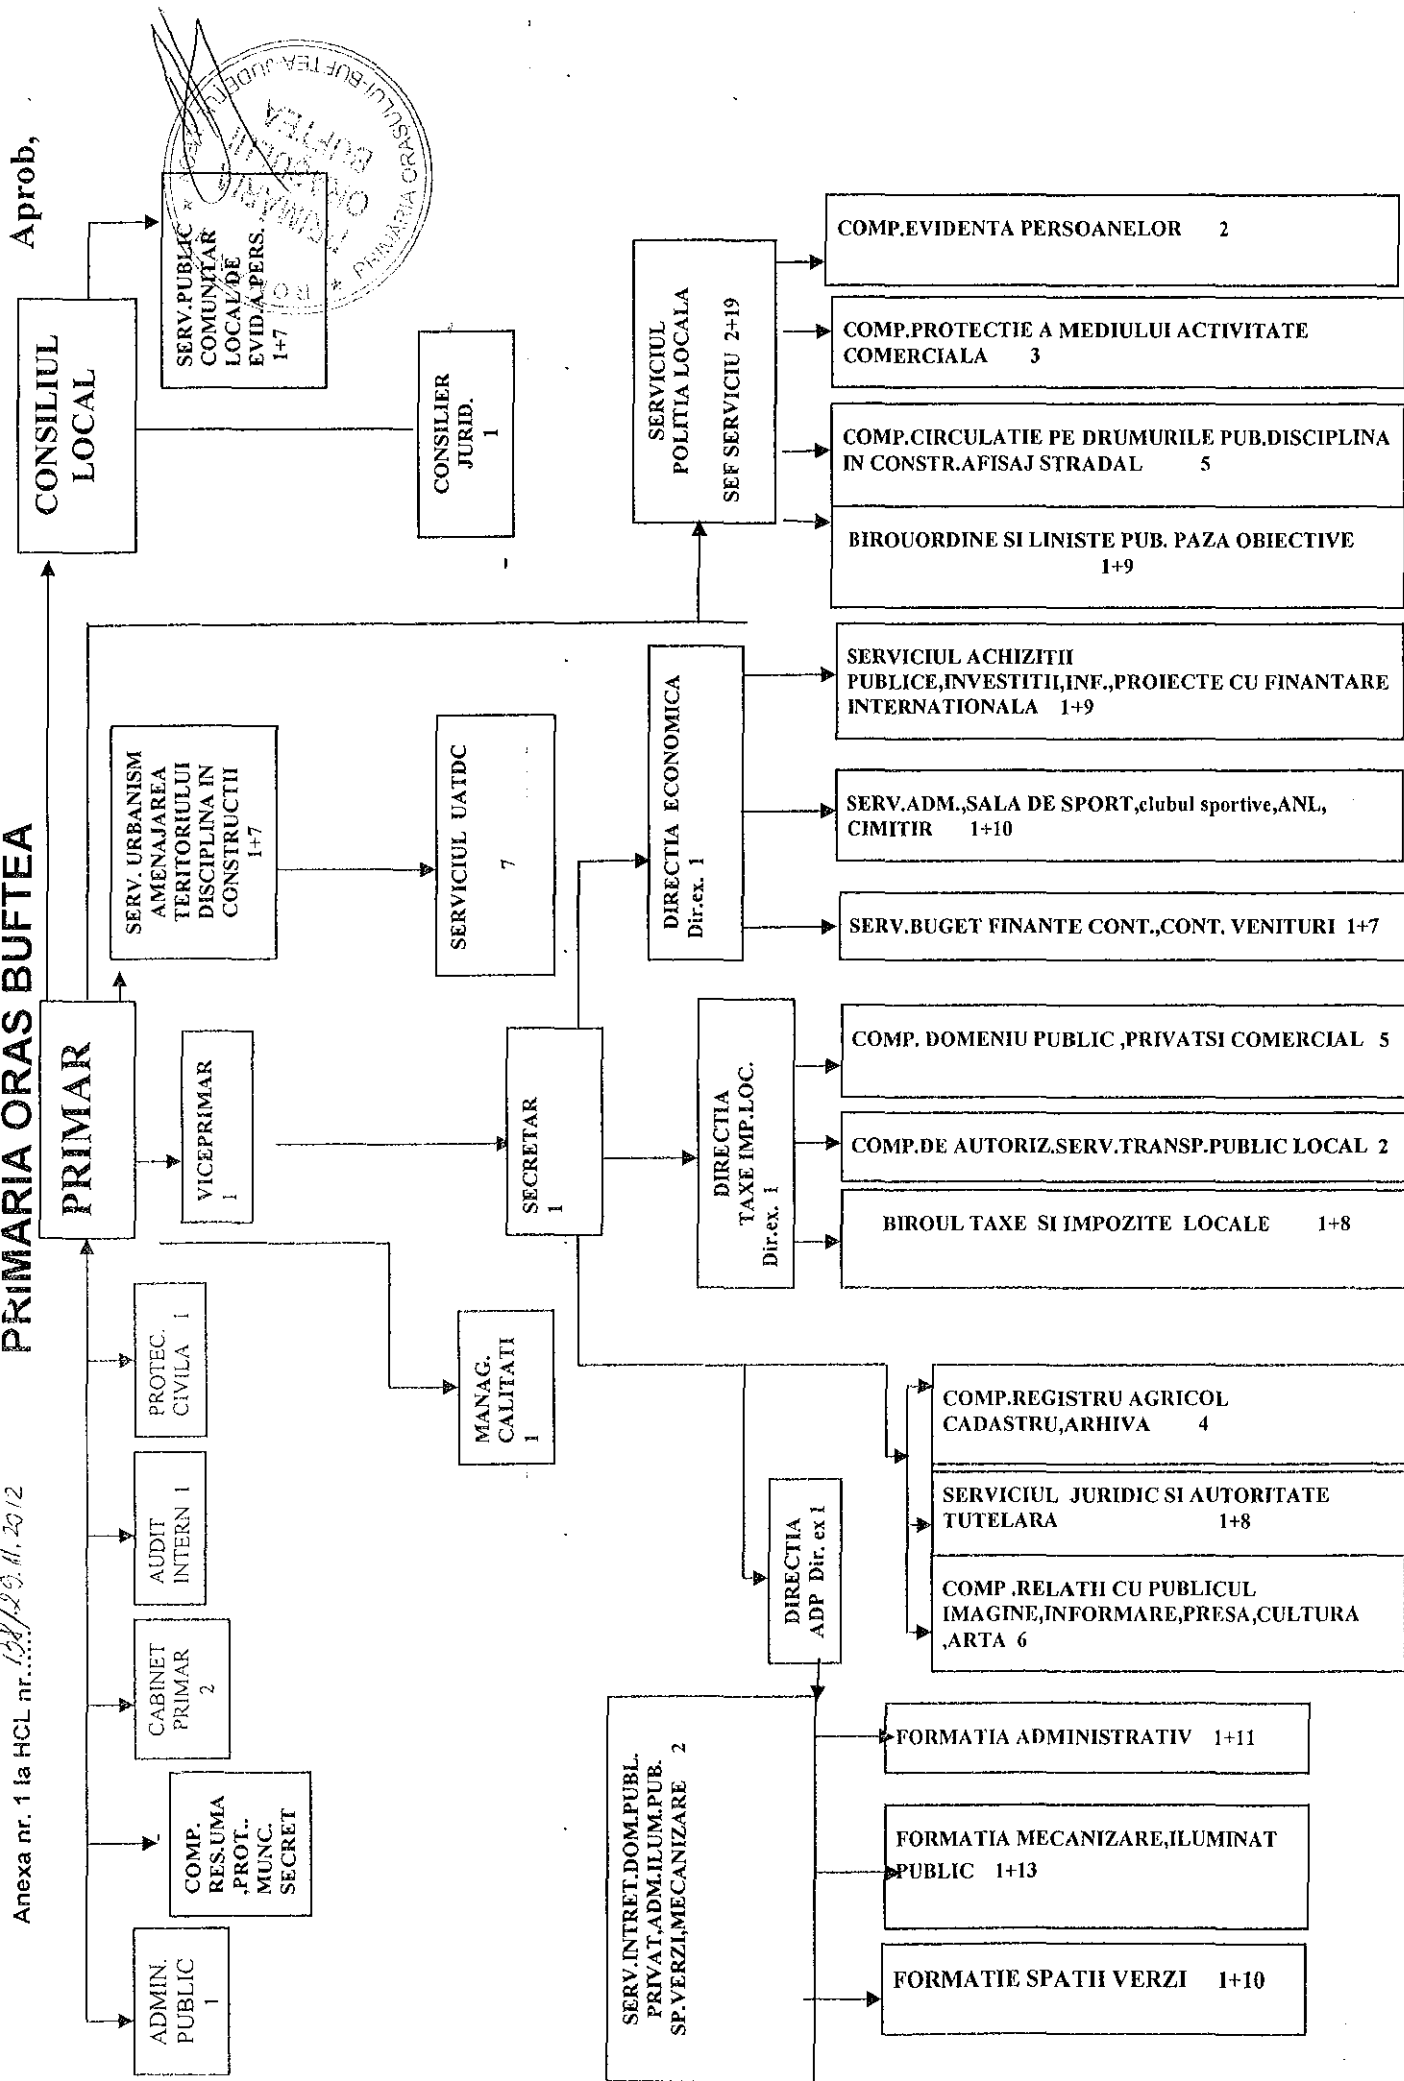 Anexa nr. 1 la HCL nr.
PRIMARIA ORAS BUFTEA
Aprob,
PRIMAR
CONSILIUL
LOCAL
ADMIN.
PUBLIC
1
COMP.
RES.UMA
,PROT..
MUNC.
SECRET
CABINET
PRIMAR
2
AUDIT
INTERN 1
PROTEC.
CIVILA 1
VICEPRIMAR
1
SERV. URBANISM
AMENAJAREA
TERITORIULUI
DISCIPLINA IN
CONSTRUCTII
1+7
SERV.PUBLIC
COMUNITAR
LOCAL DE
EVID.A.PERS.
1+7
PRIMARIA ORAȘULUI-BUFTEA-JUDEȚUL
ORAȘULUI
BUFTEA
MANAG.
CALITATI
1
SERVICIUL UATDC
7
CONSILIER
JURID.
1
SECRETAR
1
SERVICIUL
POLITIA LOCALA
SEF SERVICIU 2+19
DIRECTIA
ADP Dir. ex 1
DIRECTIA
TAXE IMP.LOC.
Dir.ex. 1
DIRECTIA ECONOMICA
Dir.ex. 1
SERV.INTRET.DOM.PUBL.
PRIVAT,ADM.ILUM.PUB.
SP.VERZI,MECANIZARE 2
COMP.EVIDENTA PERSOANELOR 2
COMP.PROTECTIE A MEDIULUI ACTIVITATE
COMERCIALA 3
COMP.CIRCULATIE PE DRUMURILE PUB.DISCIPLINA
IN CONSTR.AFISAJ STRADAL 5
BIROUORDINE SI LINISTE PUB. PAZA OBIECTIVE
1+9
SERVICIUL ACHIZITII
PUBLICE,INVESTITII,INF.,PROIECTE CU FINANTARE
INTERNATIONALA 1+9
SERV.ADM.,SALA DE SPORT,clubul sportive,ANL,
CIMITIR 1+10
SERV.BUGET FINANTE CONT.,CONT. VENITURI 1+7
COMP. DOMENIU PUBLIC ,PRIVATSI COMERCIAL 5
COMP.DE AUTORIZ.SERV.TRANSP.PUBLIC LOCAL 2
BIROUL TAXE SI IMPOZITE LOCALE 1+8
COMP.REGISTRU AGRICOL
CADASTRU,ARHIVA 4
SERVICIUL JURIDIC SI AUTORITATE
TUTELARA 1+8
COMP .RELATII CU PUBLICUL
IMAGINE,INFORMARE,PRESA,CULTURA
,ARTA 6
FORMATIA ADMINISTRATIV 1+11
FORMATIA MECANIZARE,ILUMINAT
PUBLIC 1+13
FORMATIE SPATII VERZI 1+10